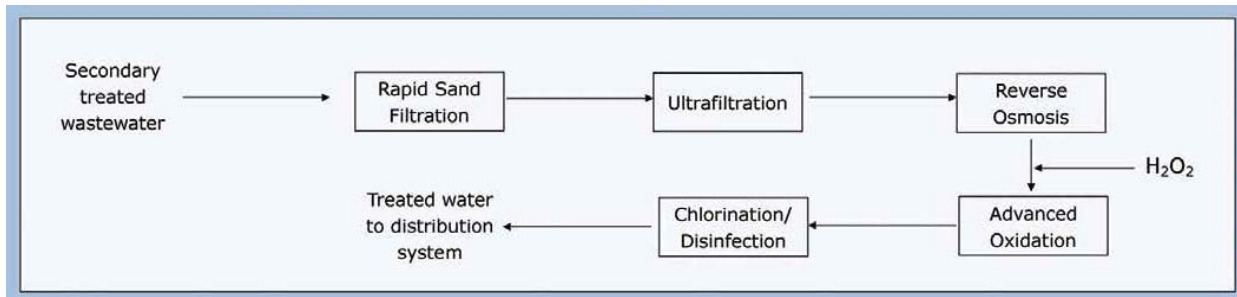 Secondary
treated
wastewater
Rapid Sand
Filtration
Ultrafiltration
Reverse
Osmosis
H₂O₂
Advanced
Oxidation
Chlorination/
Disinfection
Treated water
to distribution
system